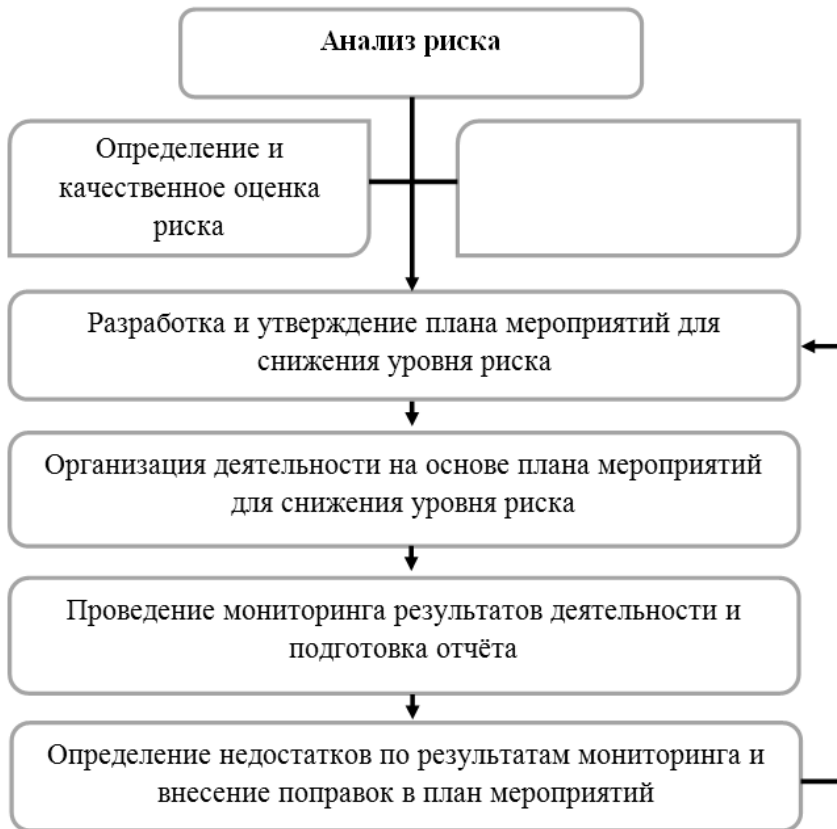 Анализ риска
Определение и
качественное оценка
риска
Разработка и утверждение плана мероприятий для
снижения уровня риска
Организация деятельности на основе плана мероприятий
для снижения уровня риска
Проведение мониторинга результатов деятельности и
подготовка отчёта
Определение недостатков по результатам мониторинга и
внесение поправок в план мероприятий